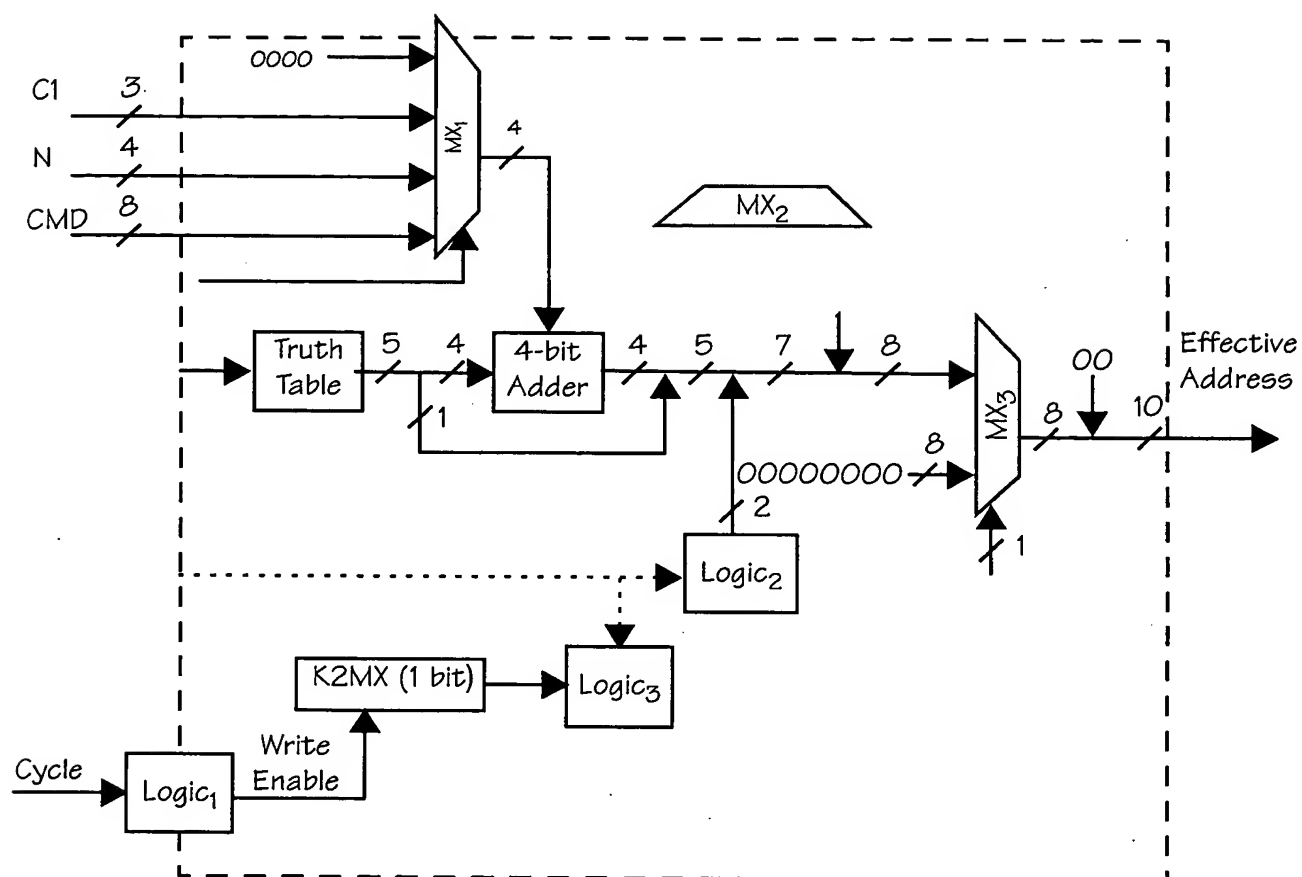 0000
C1
3
N
4
CMD
8
MX1
4
MX2
Truth
Table
5
4
1
4-bit
Adder
4
5
7
8
MX3
00
8
10
Effective
Address
00000000
8
2
1
Logic2
K2MX (1 bit)
Logic3
Cycle
Logic1
Write
Enable